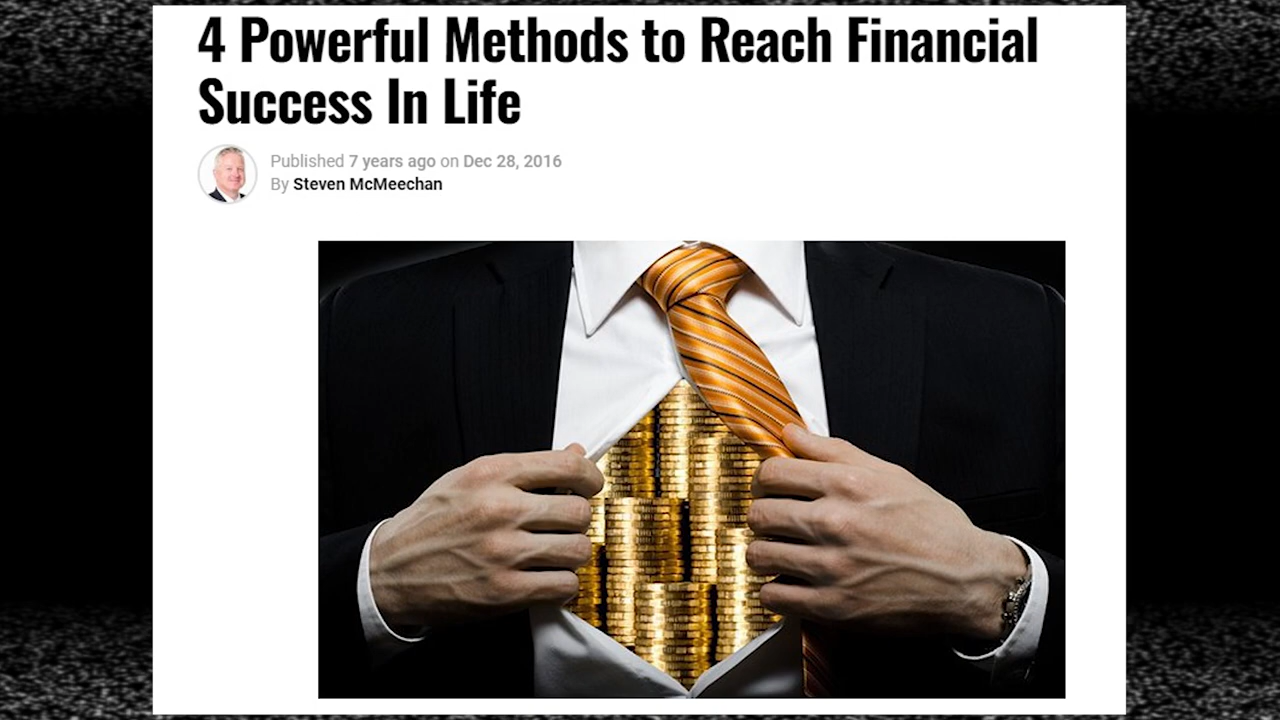 4 Powerful Methods to Reach Financial
Success In Life
Published 7 years ago on Dec 28, 2016
By Steven McMeechan